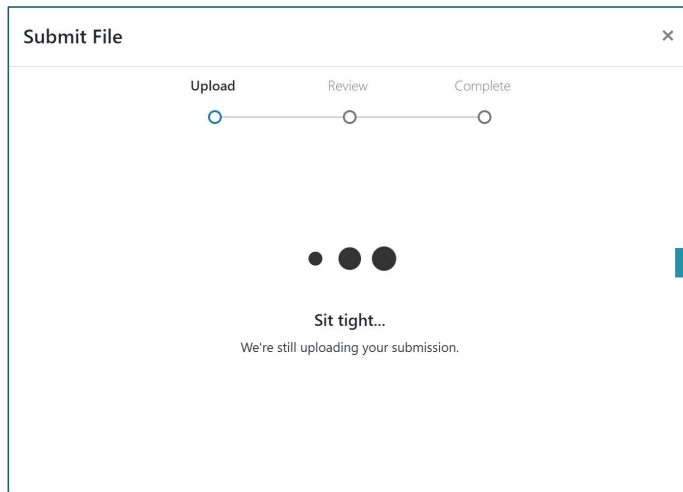 Submit File
Upload Review Complete
Sit tight...
We're still uploading your submission.